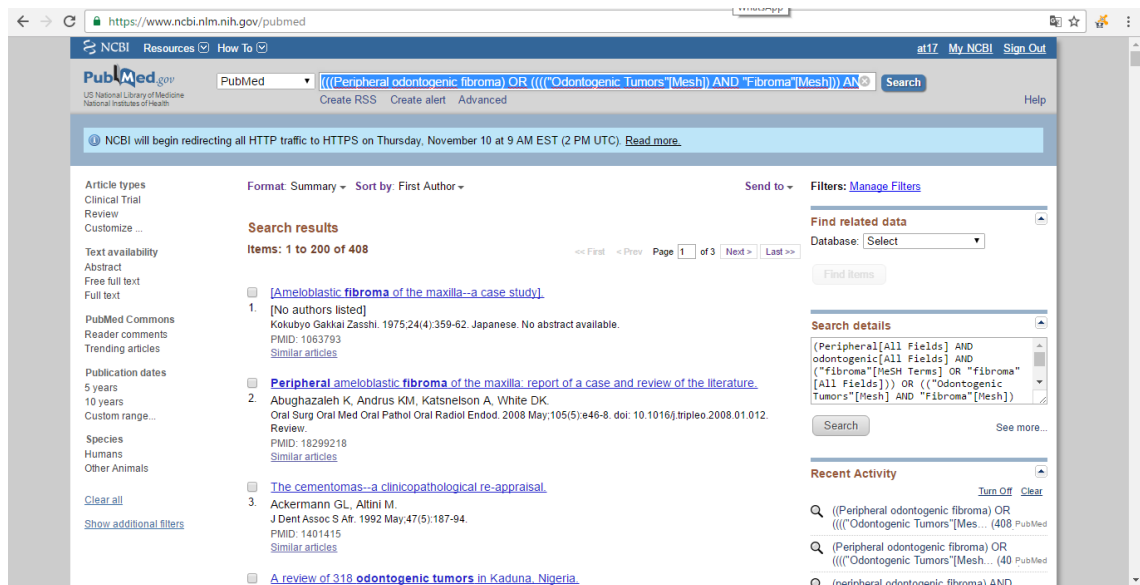 WhatsApp
https://www.ncbi.nlm.nih.gov/pubmed
NCBI Resources How To
at17 My NCBI Sign Out
PubMed.gov
US National Library of Medicine
National Institutes of Health
PubMed
(((Peripheral odontogenic fibroma) OR (((("Odontogenic Tumors"[Mesh]) AND "Fibroma"[Mesh])) AN
Search
Create RSS Create alert Advanced
Help
NCBI will begin redirecting all HTTP traffic to HTTPS on Thursday, November 10 at 9 AM EST (2 PM UTC). Read more.
Article types
Clinical Trial
Review
Customize ...
Text availability
Abstract
Free full text
Full text
PubMed Commons
Reader comments
Trending articles
Publication dates
5 years
10 years
Custom range...
Species
Humans
Other Animals
Clear all
Show additional filters
Format: Summary Sort by: First Author
Send to
Search results
Items: 1 to 200 of 408
<< First < Prev Page 1 of 3 Next > Last >>
[Ameloblastic fibroma of the maxilla--a case study].
1. [No authors listed]
Kokubyo Gakkai Zasshi. 1975;24(4):359-62. Japanese. No abstract available.
PMID: 1063793
Similar articles
Peripheral ameloblastic fibroma of the maxilla: report of a case and review of the literature.
2. Abughazaleh K, Andrus KM, Katsnelson A, White DK.
Oral Surg Oral Med Oral Pathol Oral Radiol Endod. 2008 May;105(5):e46-8. doi: 10.1016/j.tripleo.2008.01.012.
Review.
PMID: 18299218
Similar articles
The cementomas--a clinicopathological re-appraisal.
3. Ackermann GL, Altini M.
J Dent Assoc S Afr. 1992 May;47(5):187-94.
PMID: 1401415
Similar articles
A review of 318 odontogenic tumors in Kaduna, Nigeria.
Filters: Manage Filters
Find related data
Database: Select
Find items
Search details
(Peripheral[All Fields] AND
odontogenic[All Fields] AND
("fibroma"[MeSH Terms] OR "fibroma"
[All Fields])) OR (("Odontogenic
Tumors"[Mesh] AND "Fibroma"[Mesh])
Search
See more...
Recent Activity
Turn Off Clear
((Peripheral odontogenic fibroma) OR
(((("Odontogenic Tumors"[Mes... (408 PubMed
(Peripheral odontogenic fibroma) OR
(((("Odontogenic Tumors"[Mesh... (40 PubMed
(peripheral odontogenic fibroma) AND